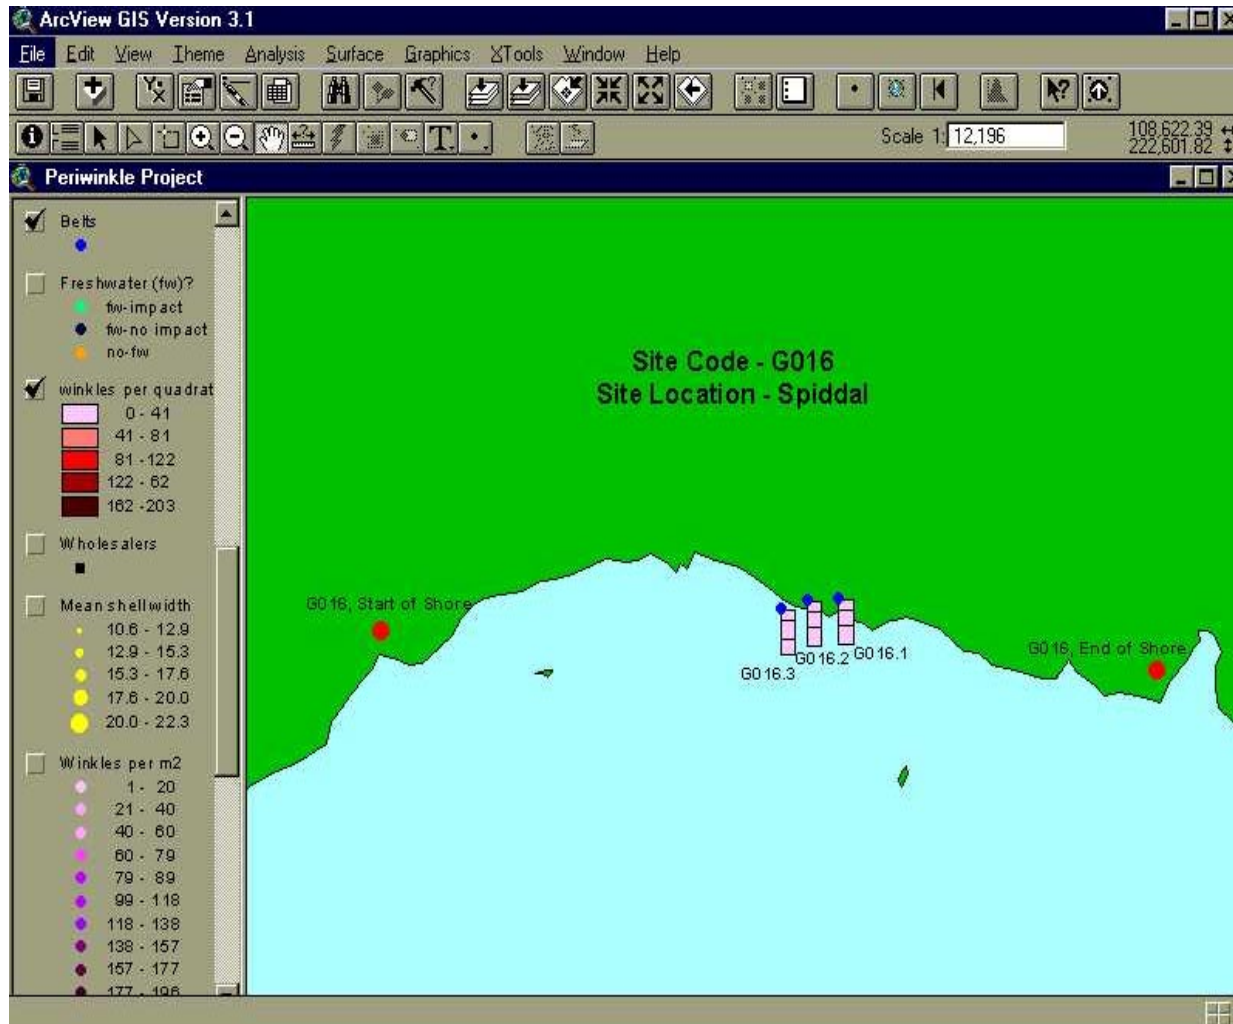 ArcView GIS Version 3.1
File Edit View Theme Analysis Surface Graphics XTools Window Help
Scale 1: 12,196
108,622.39
222,601.82
Periwinkle Project
Belts
Freshwater (fw)?
fw-impact
fw-no impact
no-fw
winkles per quadrat
0 - 41
41 - 81
81 - 122
122 - 62
162 - 203
Wholesalers
Mean shell width
10.6 - 12.9
12.9 - 15.3
15.3 - 17.6
17.6 - 20.0
20.0 - 22.3
Winkles per m2
1 - 20
21 - 40
40 - 60
60 - 79
79 - 89
99 - 118
118 - 138
138 - 157
157 - 177
177 - 196
Site Code - G016
Site Location - Spiddal
G016, Start of Shore
G016.3
G016.2
G016.1
G016, End of Shore